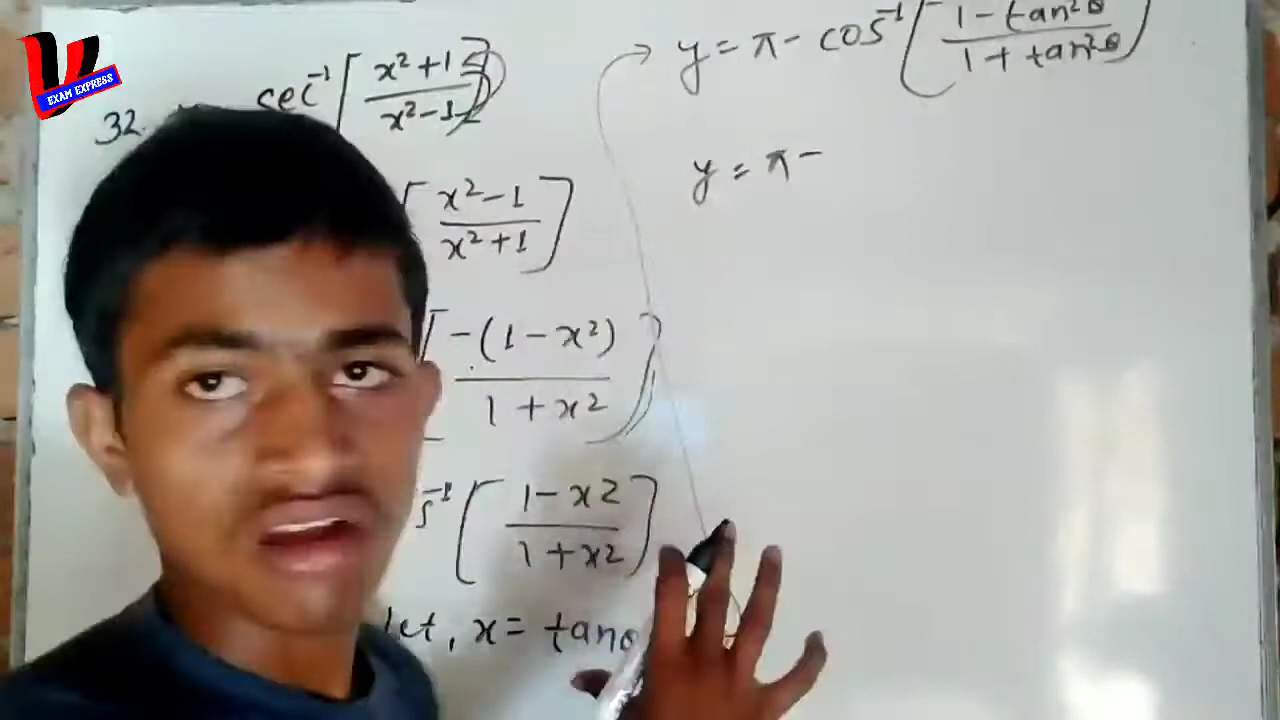 EXAM EXPRESS
32. sec⁻¹ [ x² + 1 / x² - 1 ]
[ x² - 1 / x² + 1 ]
[ -(1 - x²) / 1 + x² ]
s⁻¹ ( 1 - x2 / 1 + x2 )
let, x = tanθ
y = π - cos⁻¹ ( 1 - tan²θ / 1 + tan²θ )
y = π -